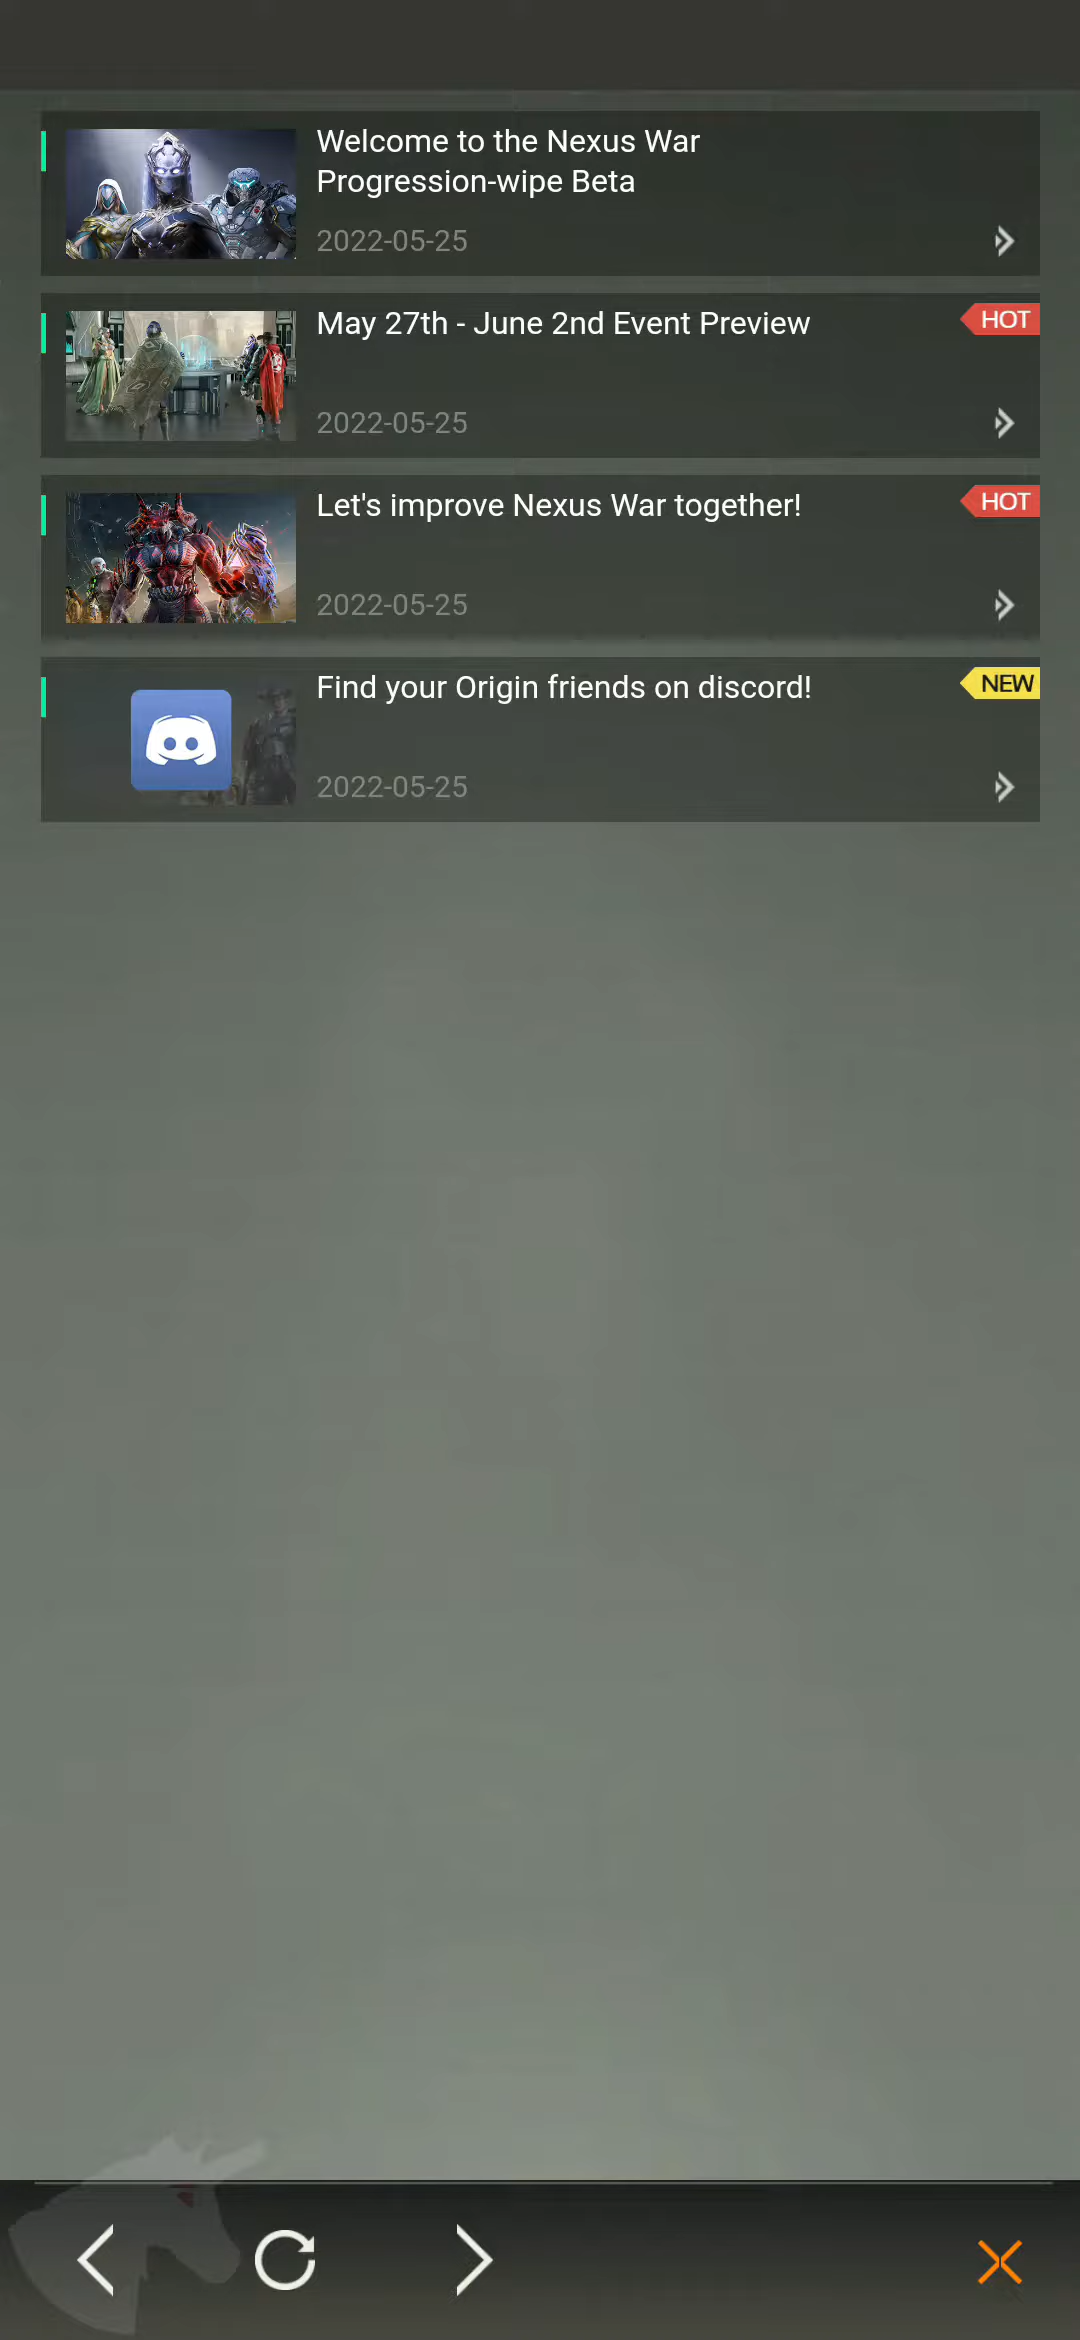 Welcome to the Nexus War
Progression-wipe Beta
2022-05-25
May 27th - June 2nd Event Preview
HOT
2022-05-25
Let's improve Nexus War together!
HOT
2022-05-25
Find your Origin friends on discord!
NEW
2022-05-25